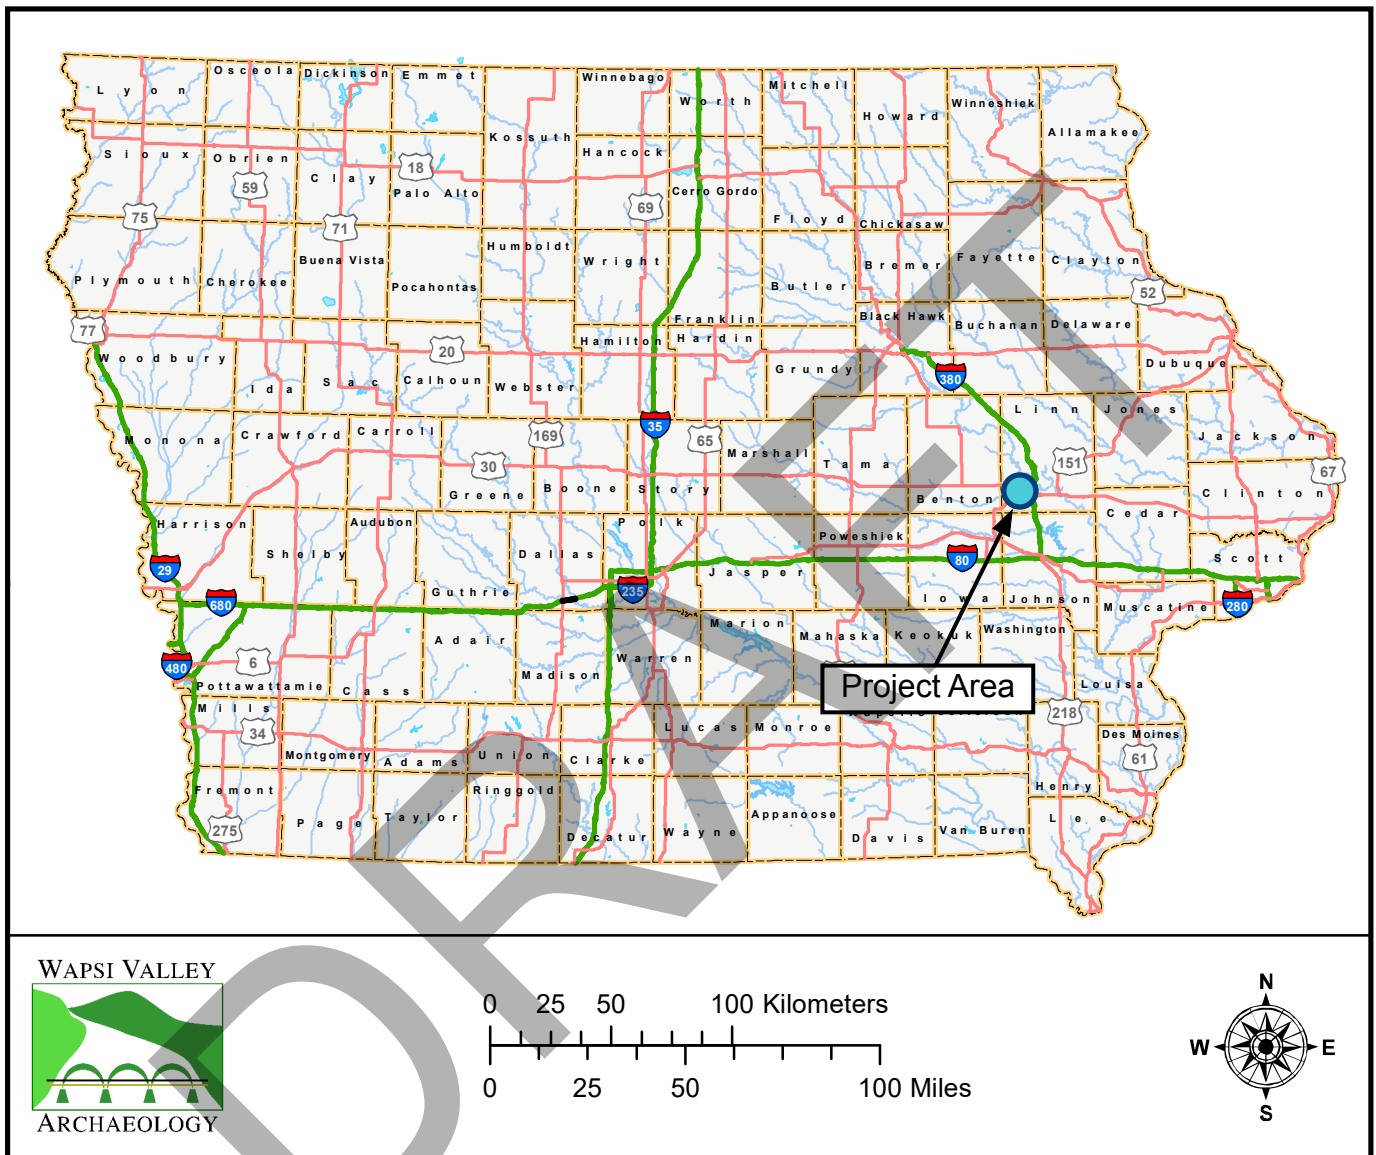 Lyon
Osceola
Dickinson
Emmet
Kossuth
Winnebago
Worth
Mitchell
Howard
Winneshiek
Allamakee
Sioux
Obrien
Clay
Palo Alto
Hancock
Cerro Gordo
Floyd
Chickasaw
18
59
69
75
71
Plymouth
Cherokee
Buena Vista
Pocahontas
Humboldt
Wright
Franklin
Butler
Bremer
Fayette
Clayton
52
77
Woodbury
Ida
Sac
20
Calhoun
Webster
Hamilton
Hardin
Grundy
Black Hawk
Buchanan
Delaware
Dubuque
380
Monona
Crawford
Carroll
Greene
Boone
Story
Marshall
Tama
Benton
Linn
Jones
Jackson
169
30
35
65
151
67
Clinton
Cedar
Harrison
Shelby
Audubon
Guthrie
Dallas
Polk
Jasper
Poweshiek
Iowa
Johnson
Scott
Muscatine
29
680
235
80
280
480
6
Pottawattamie
Cass
Adair
Madison
Warren
Marion
Mahaska
Keokuk
Washington
Louisa
Project Area
Mills
34
Montgomery
Adams
Union
Clarke
Lucas
Monroe
218
Des Moines
61
Henry
Fremont
275
Page
Taylor
Ringgold
Decatur
Wayne
Appanoose
Davis
Van Buren
Lee
DRAFT
WAPSI VALLEY
ARCHAEOLOGY
0 25 50 100 Kilometers
0 25 50 100 Miles
N
W E
S